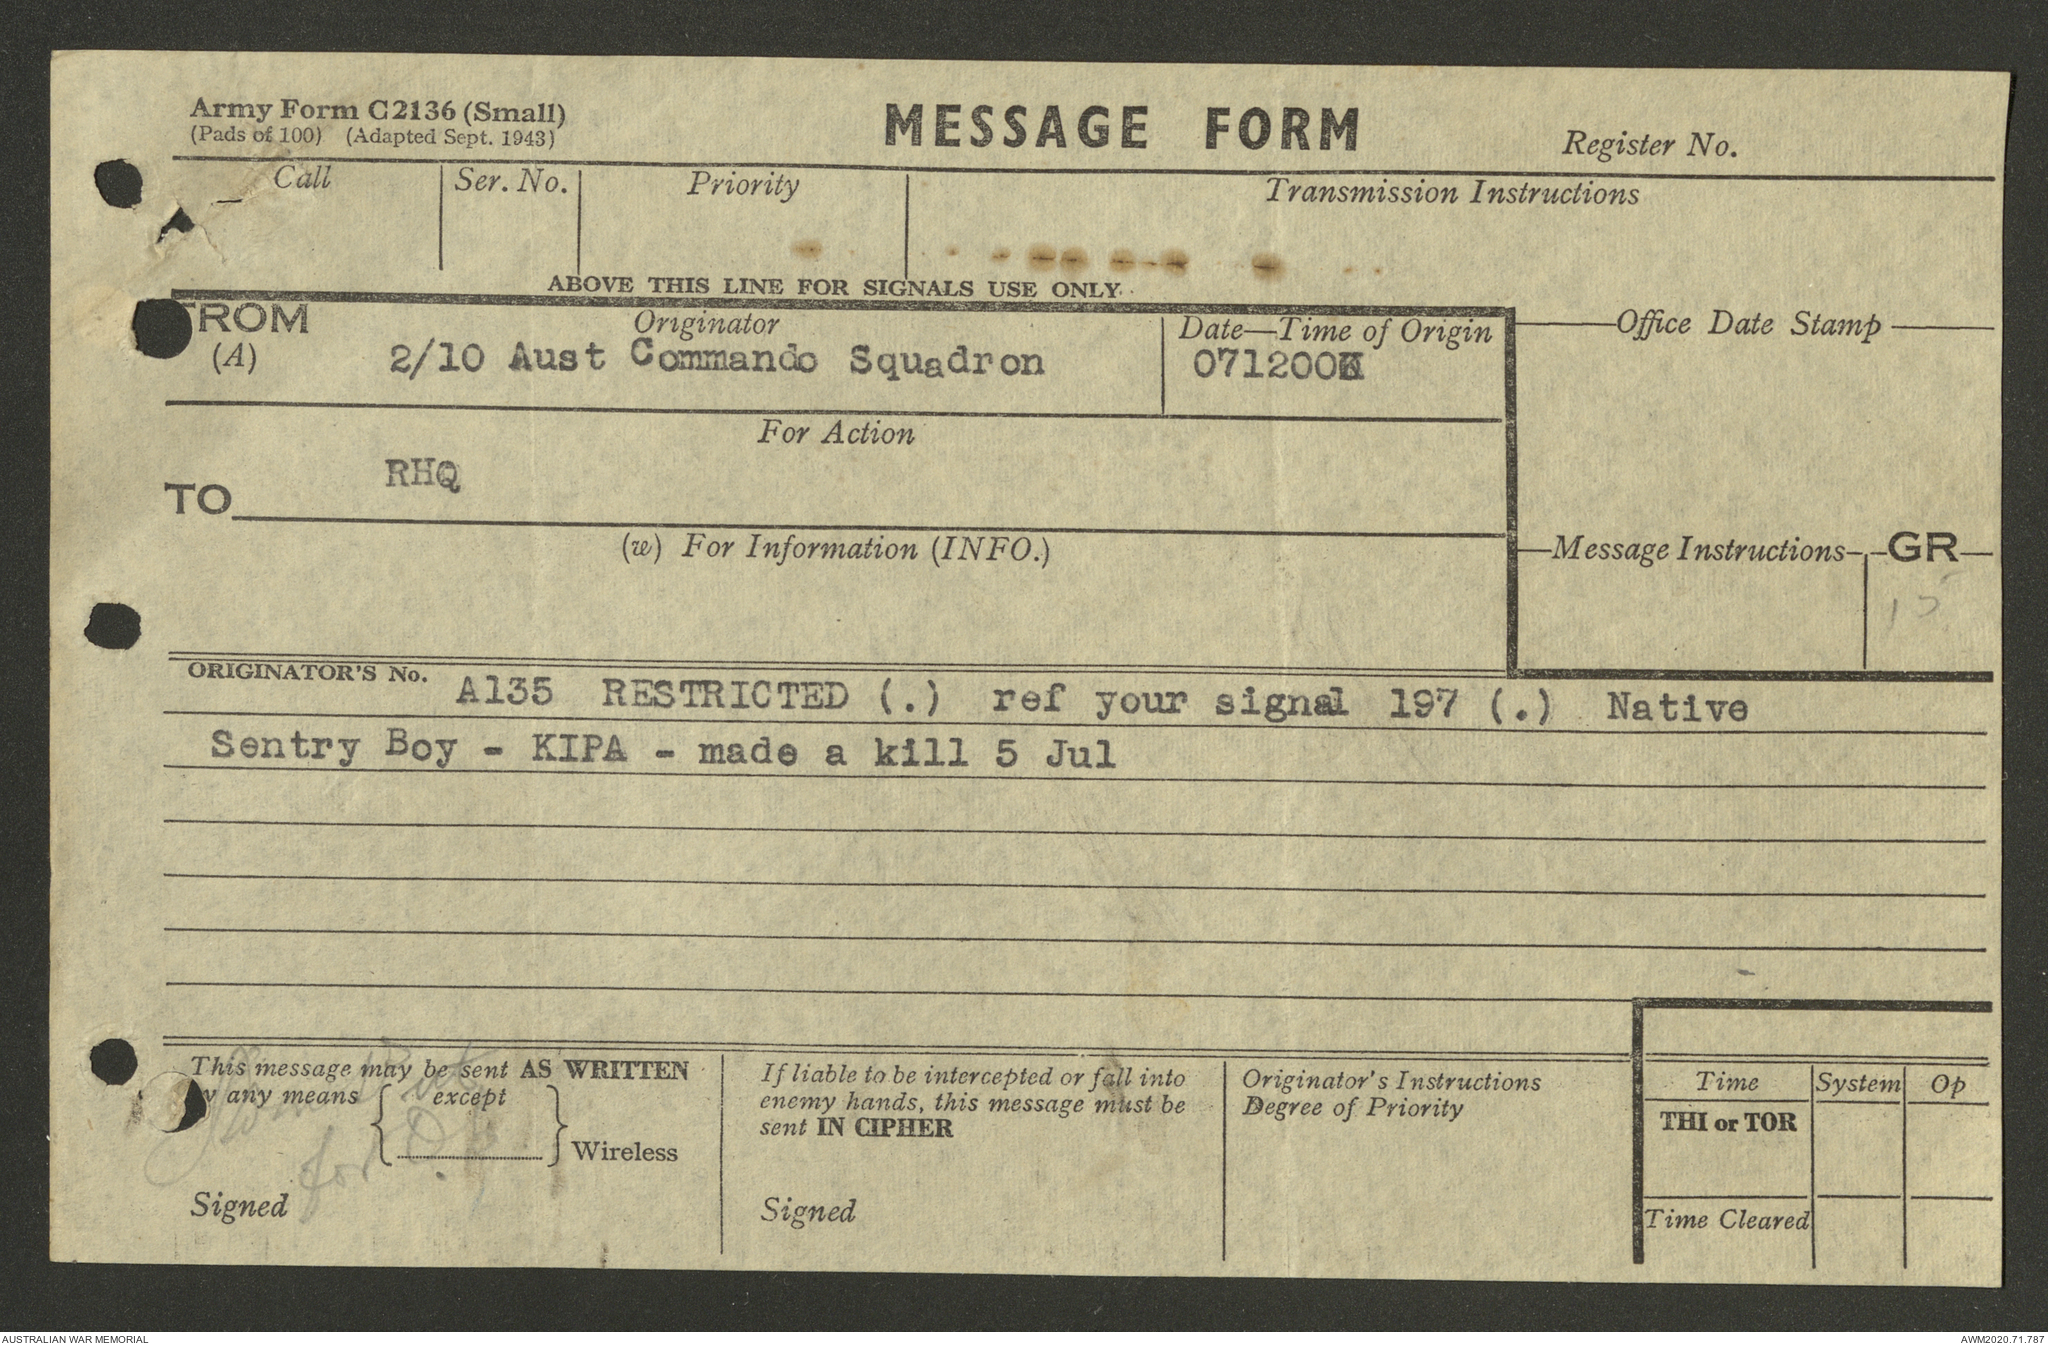 Army Form C2136 (Small)
(Pads of 100) (Adapted Sept. 1943)
MESSAGE FORM
Register No.
Call
Ser. No.
Priority
Transmission Instructions
ABOVE THIS LINE FOR SIGNALS USE ONLY
FROM
(A)
Originator
2/10 Aust Commando Squadron
Date—Time of Origin
071200K
Office Date Stamp
For Action
TO
RHQ
(w) For Information (INFO.)
Message Instructions
GR
15
ORIGINATOR'S No. A135 RESTRICTED (.) ref your signal 197 (.) Native
Sentry Boy - KIPA - made a kill 5 Jul
This message may be sent AS WRITTEN
by any means { except } Wireless
Signed
If liable to be intercepted or fall into
enemy hands, this message must be
sent IN CIPHER
Signed
Originator's Instructions
Degree of Priority
Time
System
Op
THI or TOR
Time Cleared
for
AUSTRALIAN WAR MEMORIAL
AWM2020.71.787